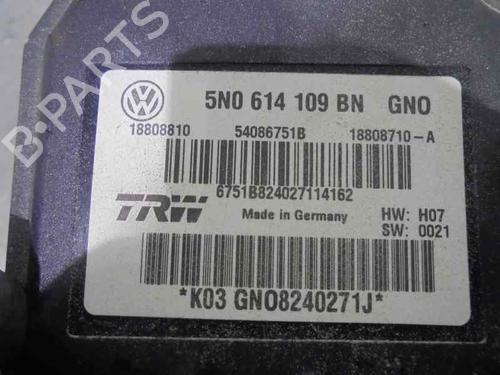 5N0 614 109 BN GNO
18808810 54086751B 18808710-A
6751B824027114162
TRW Made in Germany HW: H07
SW: 0021
*K03 GNO8240271J*
B-PARTS